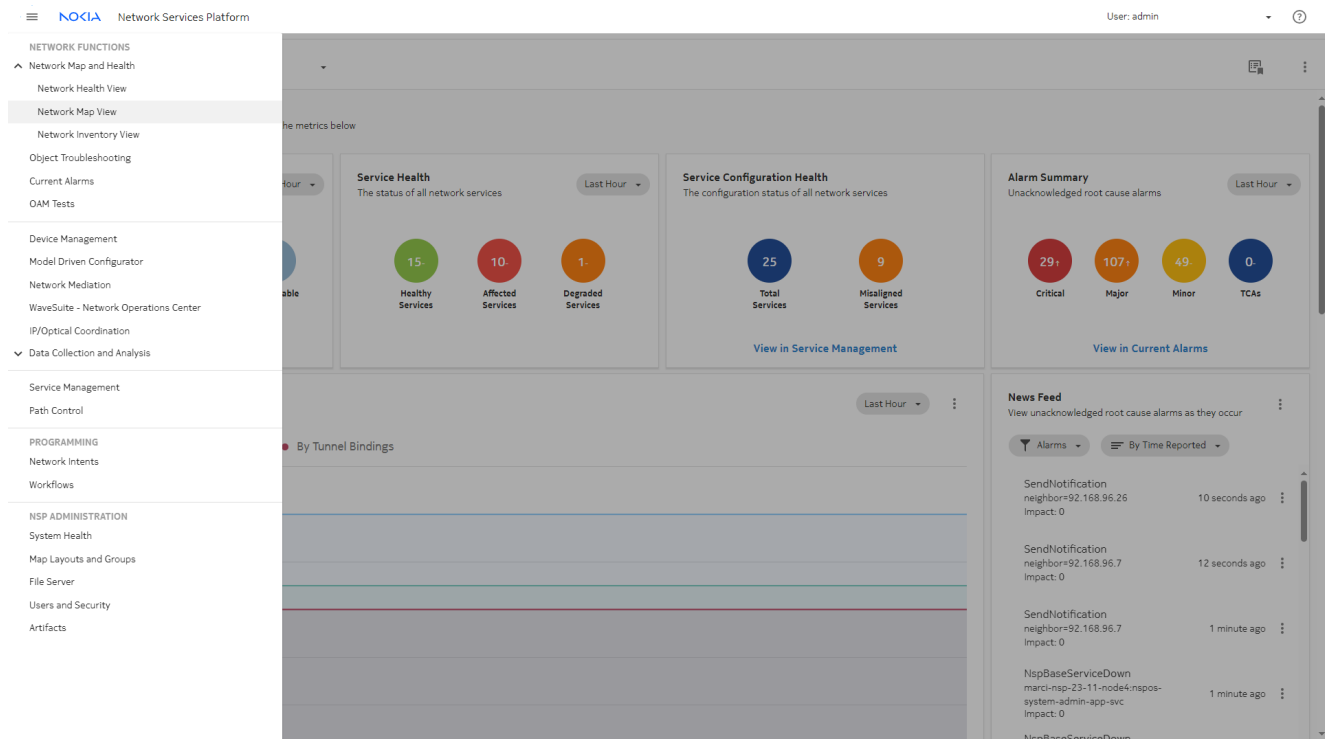 NOKIA Network Services Platform
User: admin
NETWORK FUNCTIONS
Network Map and Health
Network Health View
Network Map View
Network Inventory View
Object Troubleshooting
Current Alarms
OAM Tests
Device Management
Model Driven Configurator
Network Mediation
WaveSuite - Network Operations Center
IP/Optical Coordination
Data Collection and Analysis
Service Management
Path Control
PROGRAMMING
Network Intents
Workflows
NSP ADMINISTRATION
System Health
Map Layouts and Groups
File Server
Users and Security
Artifacts
he metrics below
Hour
able
Service Health
The status of all network services
Last Hour
15-
10-
1-
Healthy Services
Affected Services
Degraded Services
Service Configuration Health
The configuration status of all network services
25
9
Total Services
Misaligned Services
View in Service Management
Alarm Summary
Unacknowledged root cause alarms
Last Hour
29↑
107↑
49-
0-
Critical
Major
Minor
TCAs
View in Current Alarms
Last Hour
By Tunnel Bindings
News Feed
View unacknowledged root cause alarms as they occur
Alarms
By Time Reported
SendNotification
neighbor=92.168.96.26
Impact: 0
10 seconds ago
SendNotification
neighbor=92.168.96.7
Impact: 0
12 seconds ago
SendNotification
neighbor=92.168.96.7
Impact: 0
1 minute ago
NspBaseServiceDown
marci-nsp-23-11-node4:nspos-
system-admin-app-svc
Impact: 0
1 minute ago
NspBaseServiceDown